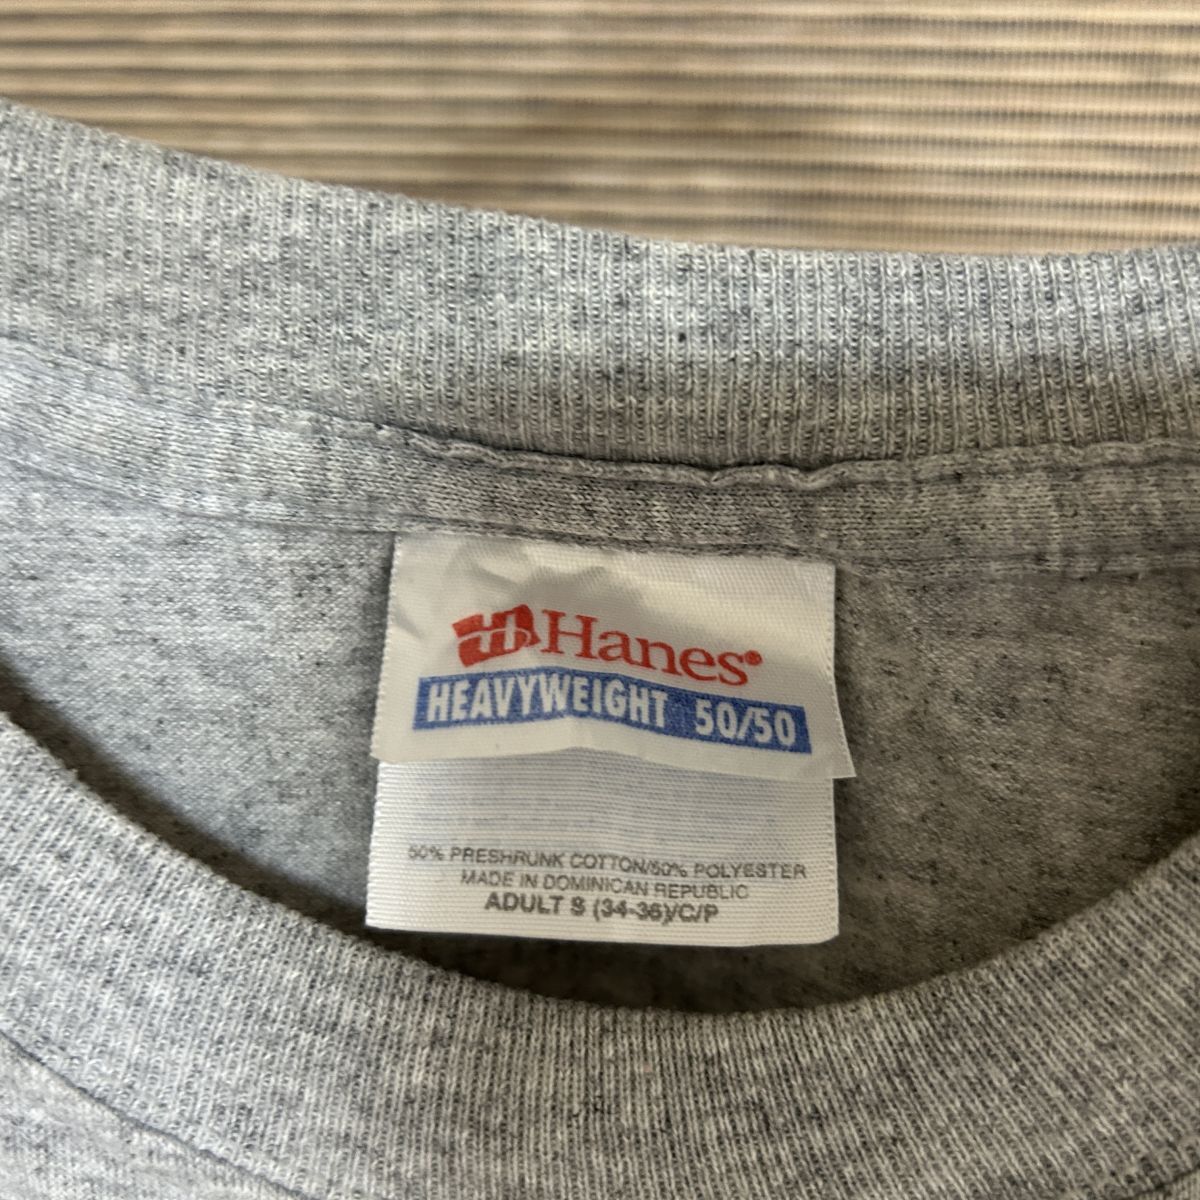 Hanes®
HEAVYWEIGHT 50/50
50% PRESHRUNK COTTON/50% POLYESTER
MADE IN DOMINICAN REPUBLIC
ADULT S (34-36)/C/P